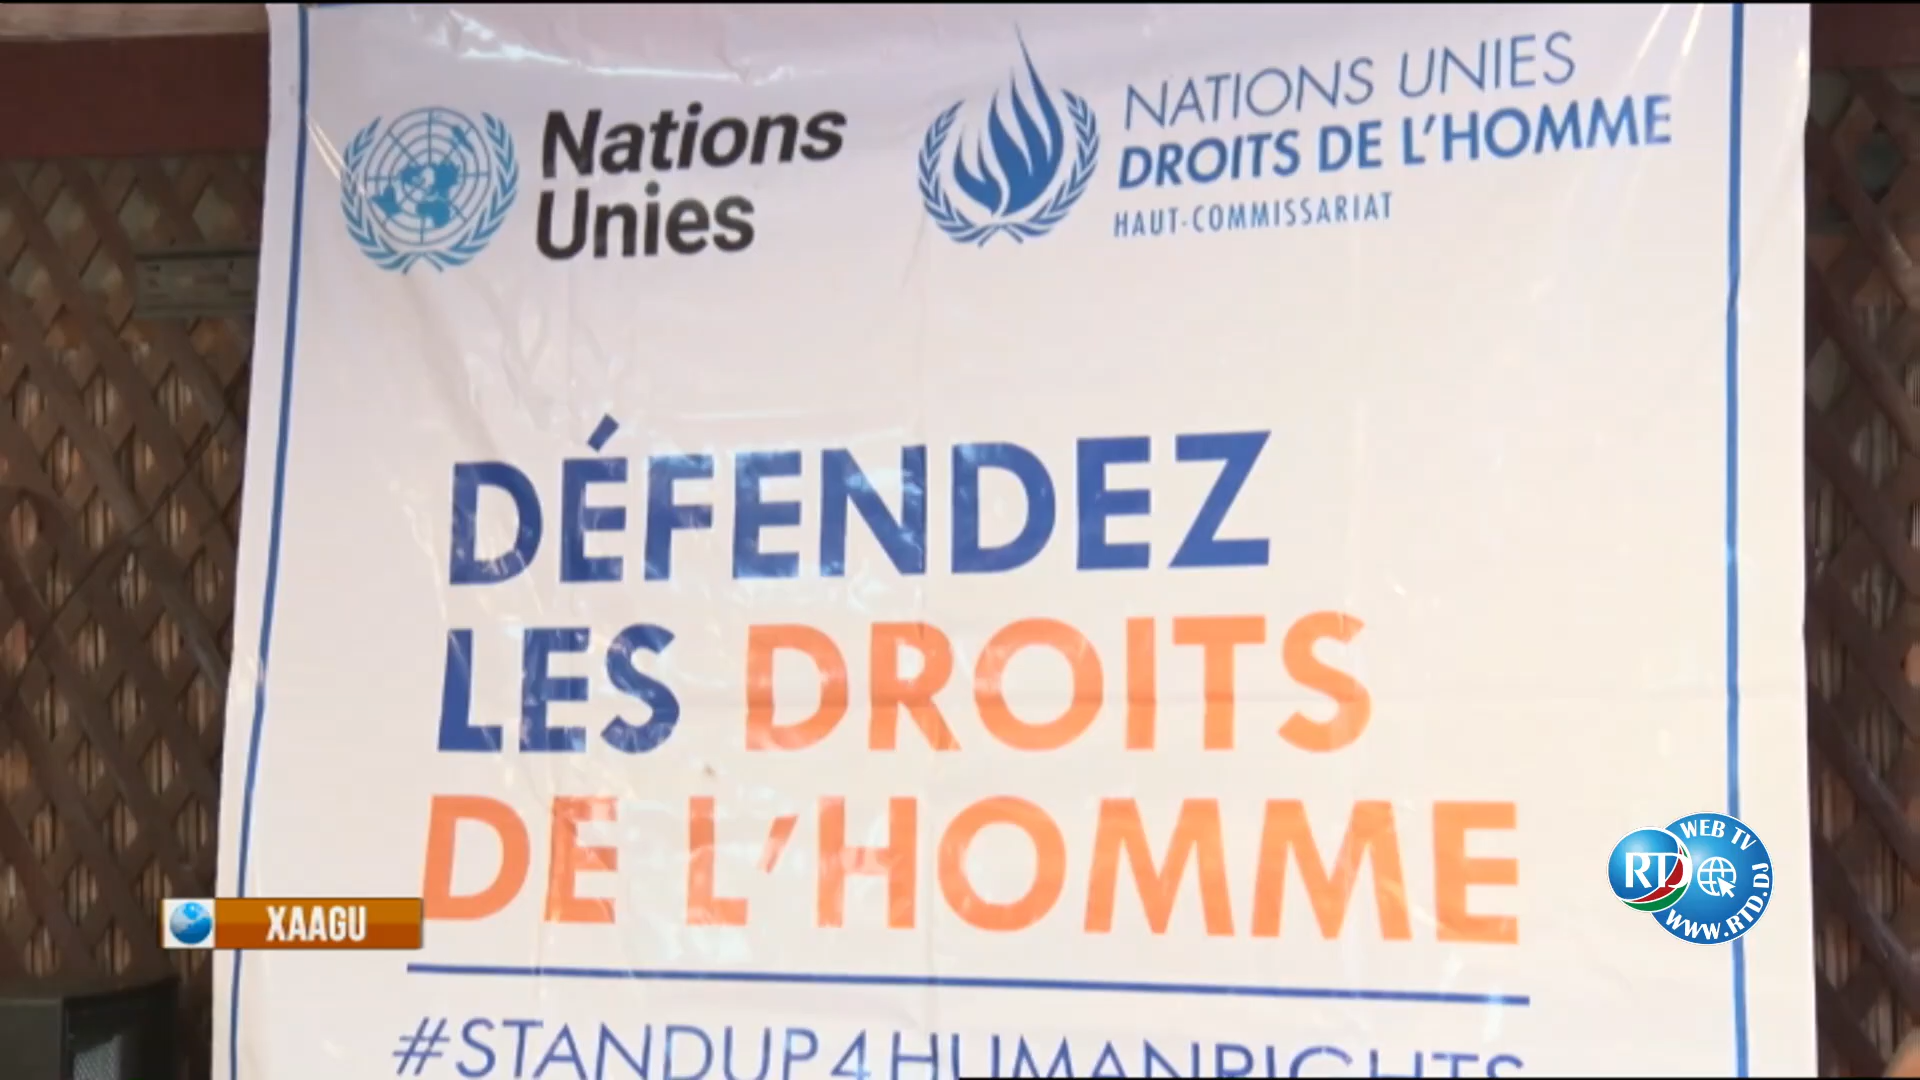 Nations
Unies
NATIONS UNIES
DROITS DE L'HOMME
HAUT-COMMISSARIAT
DÉFENDEZ
LES DROITS
DE L'HOMME
#STANDUP4HUMANRIGHTS
XAAGU
WEB TV
RTD
WWW.RTD.DJ